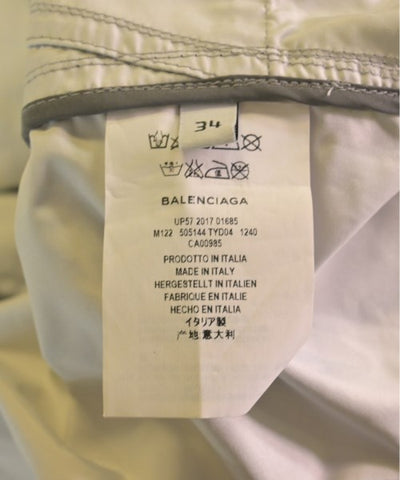 34
BALENCIAGA
UP57 2017 01685
M122 505144 TYD04 1240
CA00985
PRODOTTO IN ITALIA
MADE IN ITALY
HERGESTELLT IN ITALIEN
FABRIQUE EN ITALIE
HECHO EN ITALIA
イタリア製
产地意大利